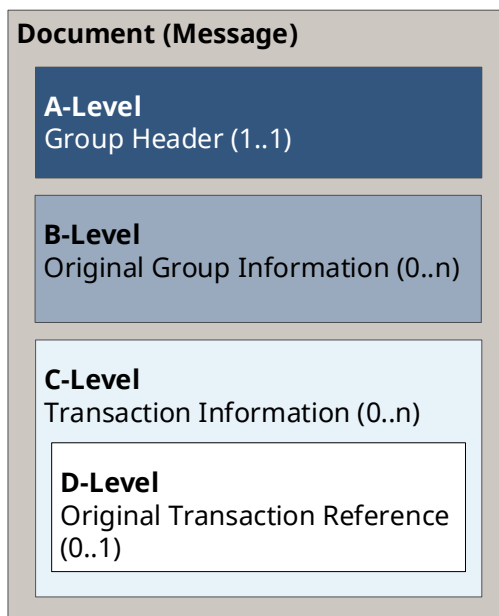 Document (Message)
A-Level
Group Header (1..1)
B-Level
Original Group Information (0..n)
C-Level
Transaction Information (0..n)
D-Level
Original Transaction Reference
(0..1)